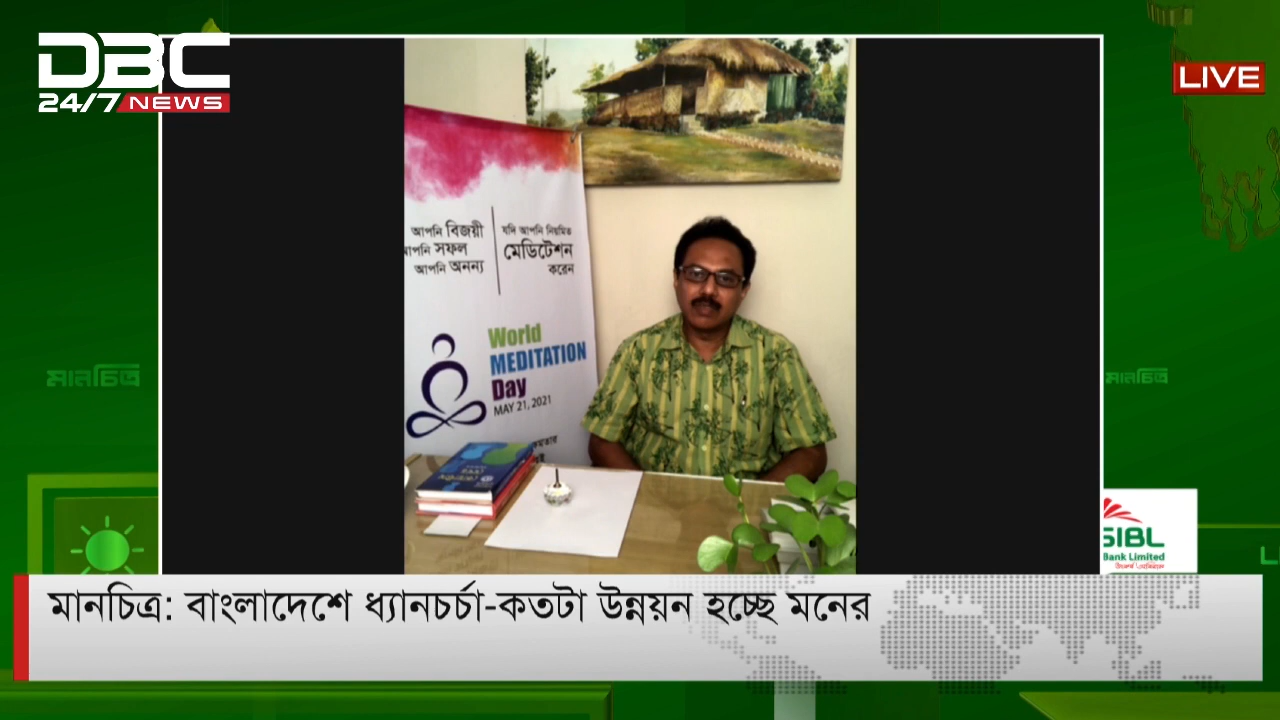 DBC
24/7 NEWS
LIVE
আপনি বিজয়ী
আপনি সফল
আপনি অনন্য
যদি আপনি নিয়মিত
মেডিটেশন
করেন
World
MEDITATION
Day
MAY 21, 2021
মানচিত্র
মানচিত্র
SIBL
Bank Limited
মানচিত্র: বাংলাদেশে ধ্যানচর্চা-কতটা উন্নয়ন হচ্ছে মনের